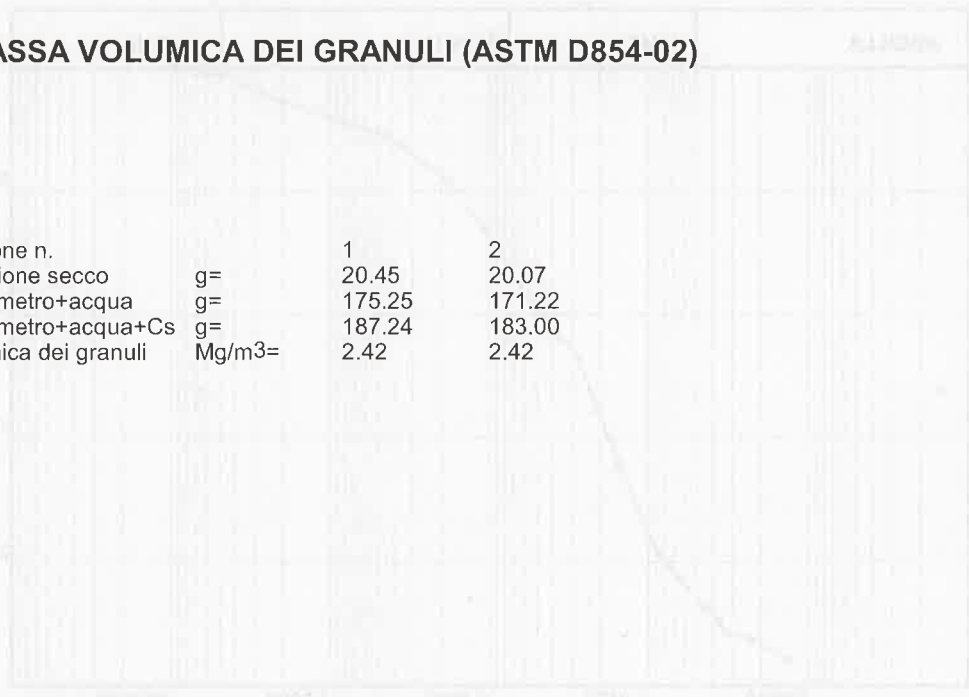 ASSA VOLUMICA DEI GRANULI (ASTM D854-02)
one n. 1 2
ione secco g= 20.45 20.07
metro+acqua g= 175.25 171.22
metro+acqua+Cs g= 187.24 183.00
ica dei granuli Mg/m3= 2.42 2.42